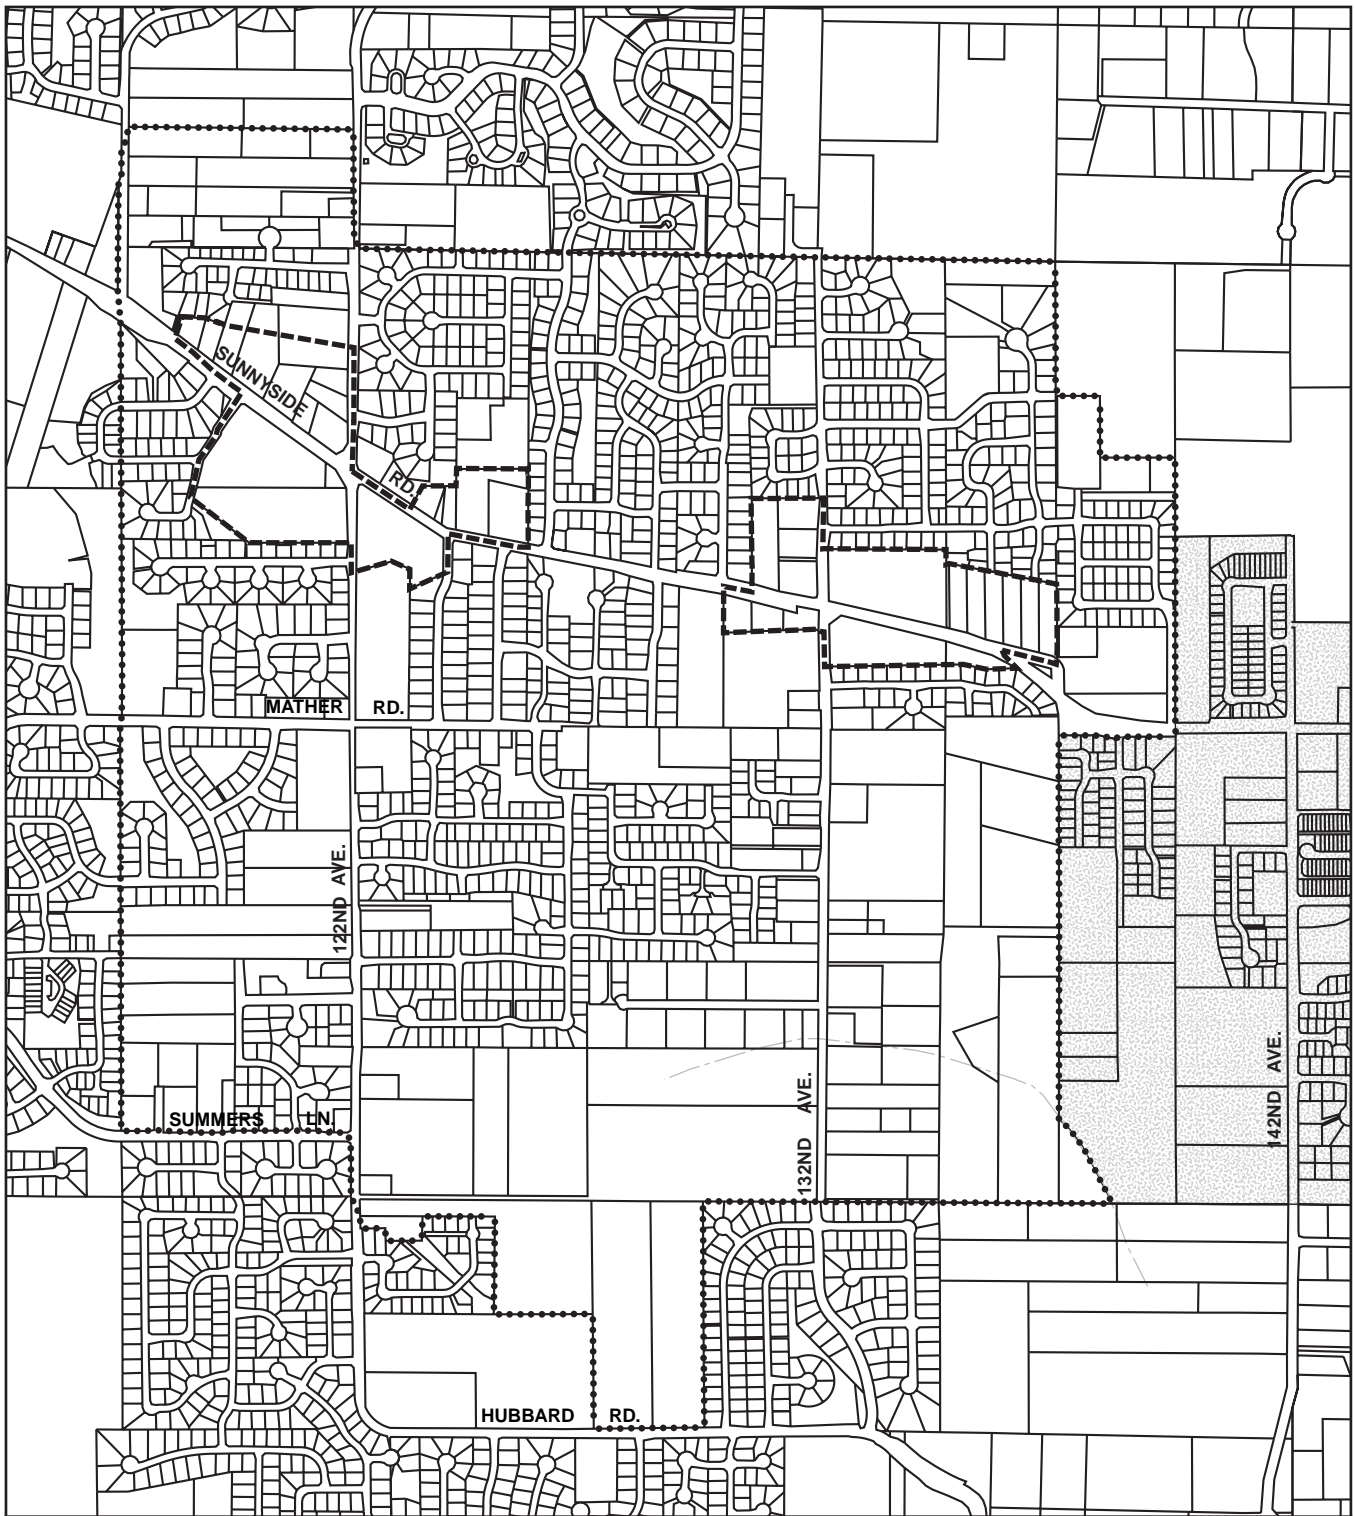 SUNNYSIDE
RD.
MATHER RD.
122ND AVE.
SUMMERS LN.
132ND AVE.
142ND AVE.
HUBBARD RD.